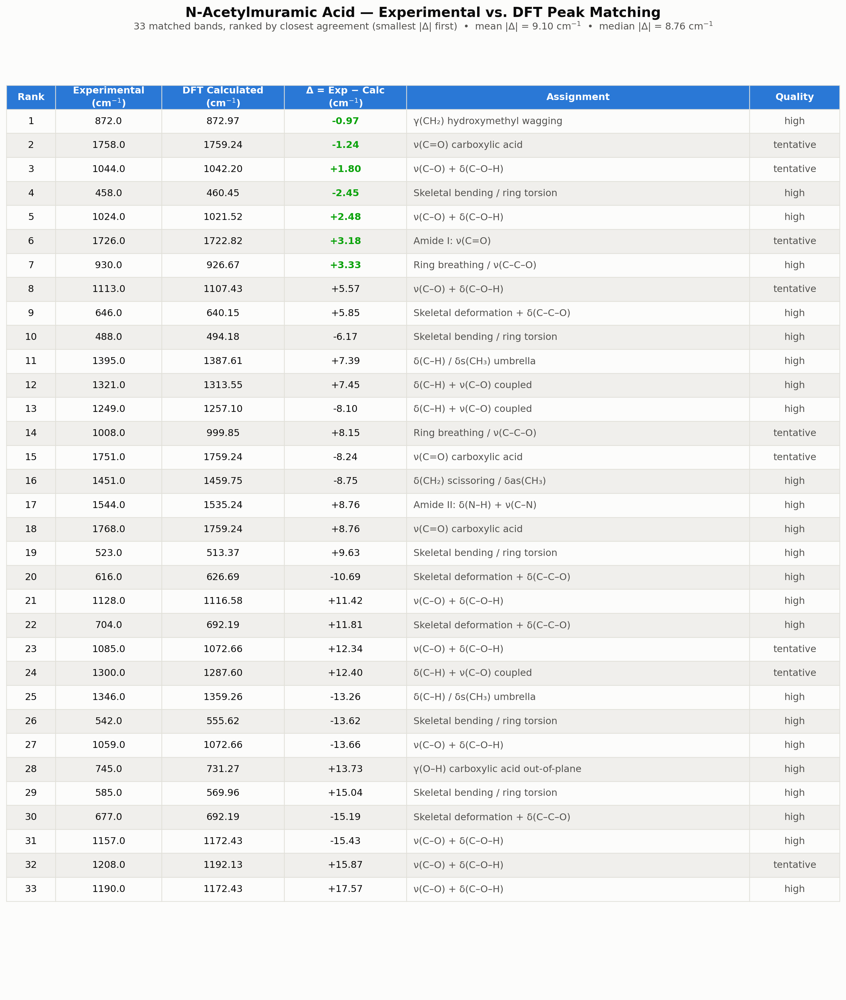 N-Acetylmuramic Acid — Experimental vs. DFT Peak Matching
33 matched bands, ranked by closest agreement (smallest |Δ| first) • mean |Δ| = 9.10 cm⁻¹ • median |Δ| = 8.76 cm⁻¹
Rank Experimental (cm⁻¹) DFT Calculated (cm⁻¹) Δ = Exp − Calc (cm⁻¹) Assignment Quality
1 872.0 872.97 -0.97 γ(CH₂) hydroxymethyl wagging high
2 1758.0 1759.24 -1.24 ν(C=O) carboxylic acid tentative
3 1044.0 1042.20 +1.80 ν(C–O) + δ(C–O–H) tentative
4 458.0 460.45 -2.45 Skeletal bending / ring torsion high
5 1024.0 1021.52 +2.48 ν(C–O) + δ(C–O–H) high
6 1726.0 1722.82 +3.18 Amide I: ν(C=O) tentative
7 930.0 926.67 +3.33 Ring breathing / ν(C–C–O) high
8 1113.0 1107.43 +5.57 ν(C–O) + δ(C–O–H) tentative
9 646.0 640.15 +5.85 Skeletal deformation + δ(C–C–O) high
10 488.0 494.18 -6.17 Skeletal bending / ring torsion high
11 1395.0 1387.61 +7.39 δ(C–H) / δs(CH₃) umbrella high
12 1321.0 1313.55 +7.45 δ(C–H) + ν(C–O) coupled high
13 1249.0 1257.10 -8.10 δ(C–H) + ν(C–O) coupled high
14 1008.0 999.85 +8.15 Ring breathing / ν(C–C–O) tentative
15 1751.0 1759.24 -8.24 ν(C=O) carboxylic acid tentative
16 1451.0 1459.75 -8.75 δ(CH₂) scissoring / δas(CH₃) high
17 1544.0 1535.24 +8.76 Amide II: δ(N–H) + ν(C–N) high
18 1768.0 1759.24 +8.76 ν(C=O) carboxylic acid high
19 523.0 513.37 +9.63 Skeletal bending / ring torsion high
20 616.0 626.69 -10.69 Skeletal deformation + δ(C–C–O) high
21 1128.0 1116.58 +11.42 ν(C–O) + δ(C–O–H) high
22 704.0 692.19 +11.81 Skeletal deformation + δ(C–C–O) high
23 1085.0 1072.66 +12.34 ν(C–O) + δ(C–O–H) tentative
24 1300.0 1287.60 +12.40 δ(C–H) + ν(C–O) coupled tentative
25 1346.0 1359.26 -13.26 δ(C–H) / δs(CH₃) umbrella high
26 542.0 555.62 -13.62 Skeletal bending / ring torsion high
27 1059.0 1072.66 -13.66 ν(C–O) + δ(C–O–H) high
28 745.0 731.27 +13.73 γ(O–H) carboxylic acid out-of-plane high
29 585.0 569.96 +15.04 Skeletal bending / ring torsion high
30 677.0 692.19 -15.19 Skeletal deformation + δ(C–C–O) high
31 1157.0 1172.43 -15.43 ν(C–O) + δ(C–O–H) high
32 1208.0 1192.13 +15.87 ν(C–O) + δ(C–O–H) tentative
33 1190.0 1172.43 +17.57 ν(C–O) + δ(C–O–H) high